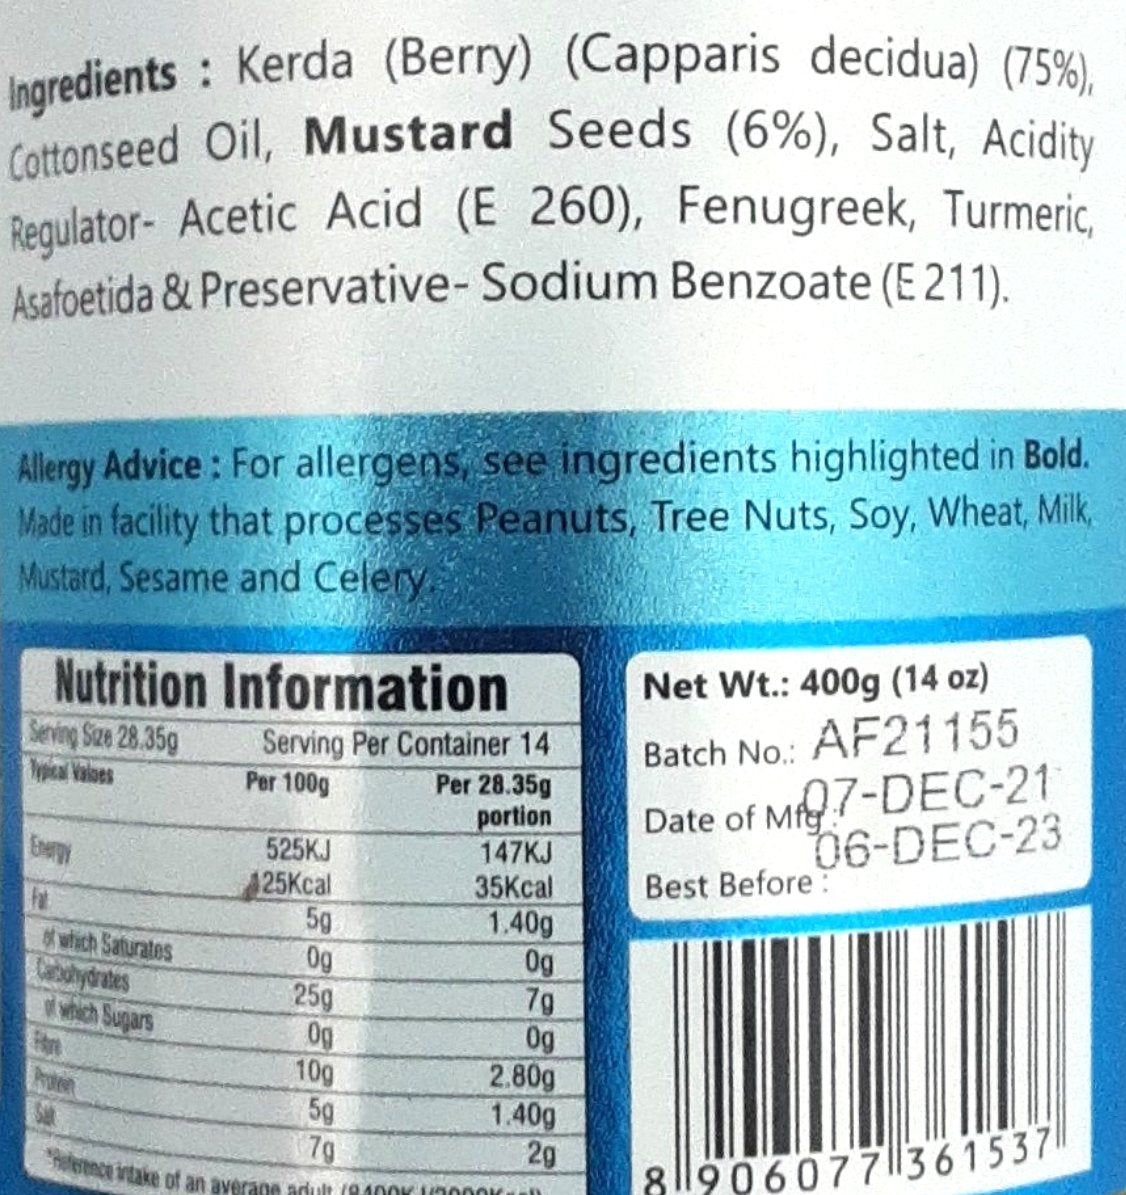 Ingredients : Kerda (Berry) (Capparis decidua) (75%),
Cottonseed Oil, Mustard Seeds (6%), Salt, Acidity
Regulator- Acetic Acid (E 260), Fenugreek, Turmeric,
Asafoetida & Preservative- Sodium Benzoate (E 211).
Allergy Advice : For allergens, see ingredients highlighted in Bold.
Made in facility that processes Peanuts, Tree Nuts, Soy, Wheat, Milk,
Mustard, Sesame and Celery.
Nutrition Information
Serving Size 28.35g Serving Per Container 14
Typical Values Per 100g Per 28.35g
portion
Energy 525KJ 147KJ
125Kcal 35Kcal
Fat 5g 1.40g
of which Saturates 0g 0g
Carbohydrates 25g 7g
of which Sugars 0g 0g
Fibre 10g 2.80g
Protein 5g 1.40g
Salt 7g 2g
*Reference intake of an average adult
Net Wt.: 400g (14 oz)
Batch No.: AF21155
Date of Mfg : 07-DEC-21
Best Before : 06-DEC-23
8 906077 361537